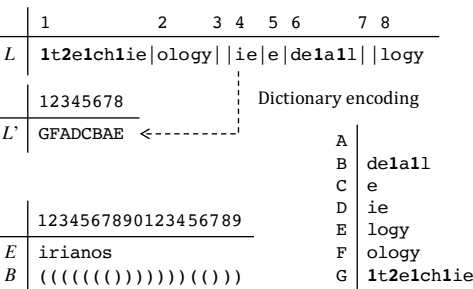 1 2 3 4 5 6 7 8
L 1t2e1ch1ie|ology||ie|e|de1a1l||logy
12345678
Dictionary encoding
L’ GFADCBAE
A
B de1a1l
C e
D ie
E logy
F ology
G 1t2e1ch1ie
1234567890123456789
E irianos
B ((((((())))))))(()))